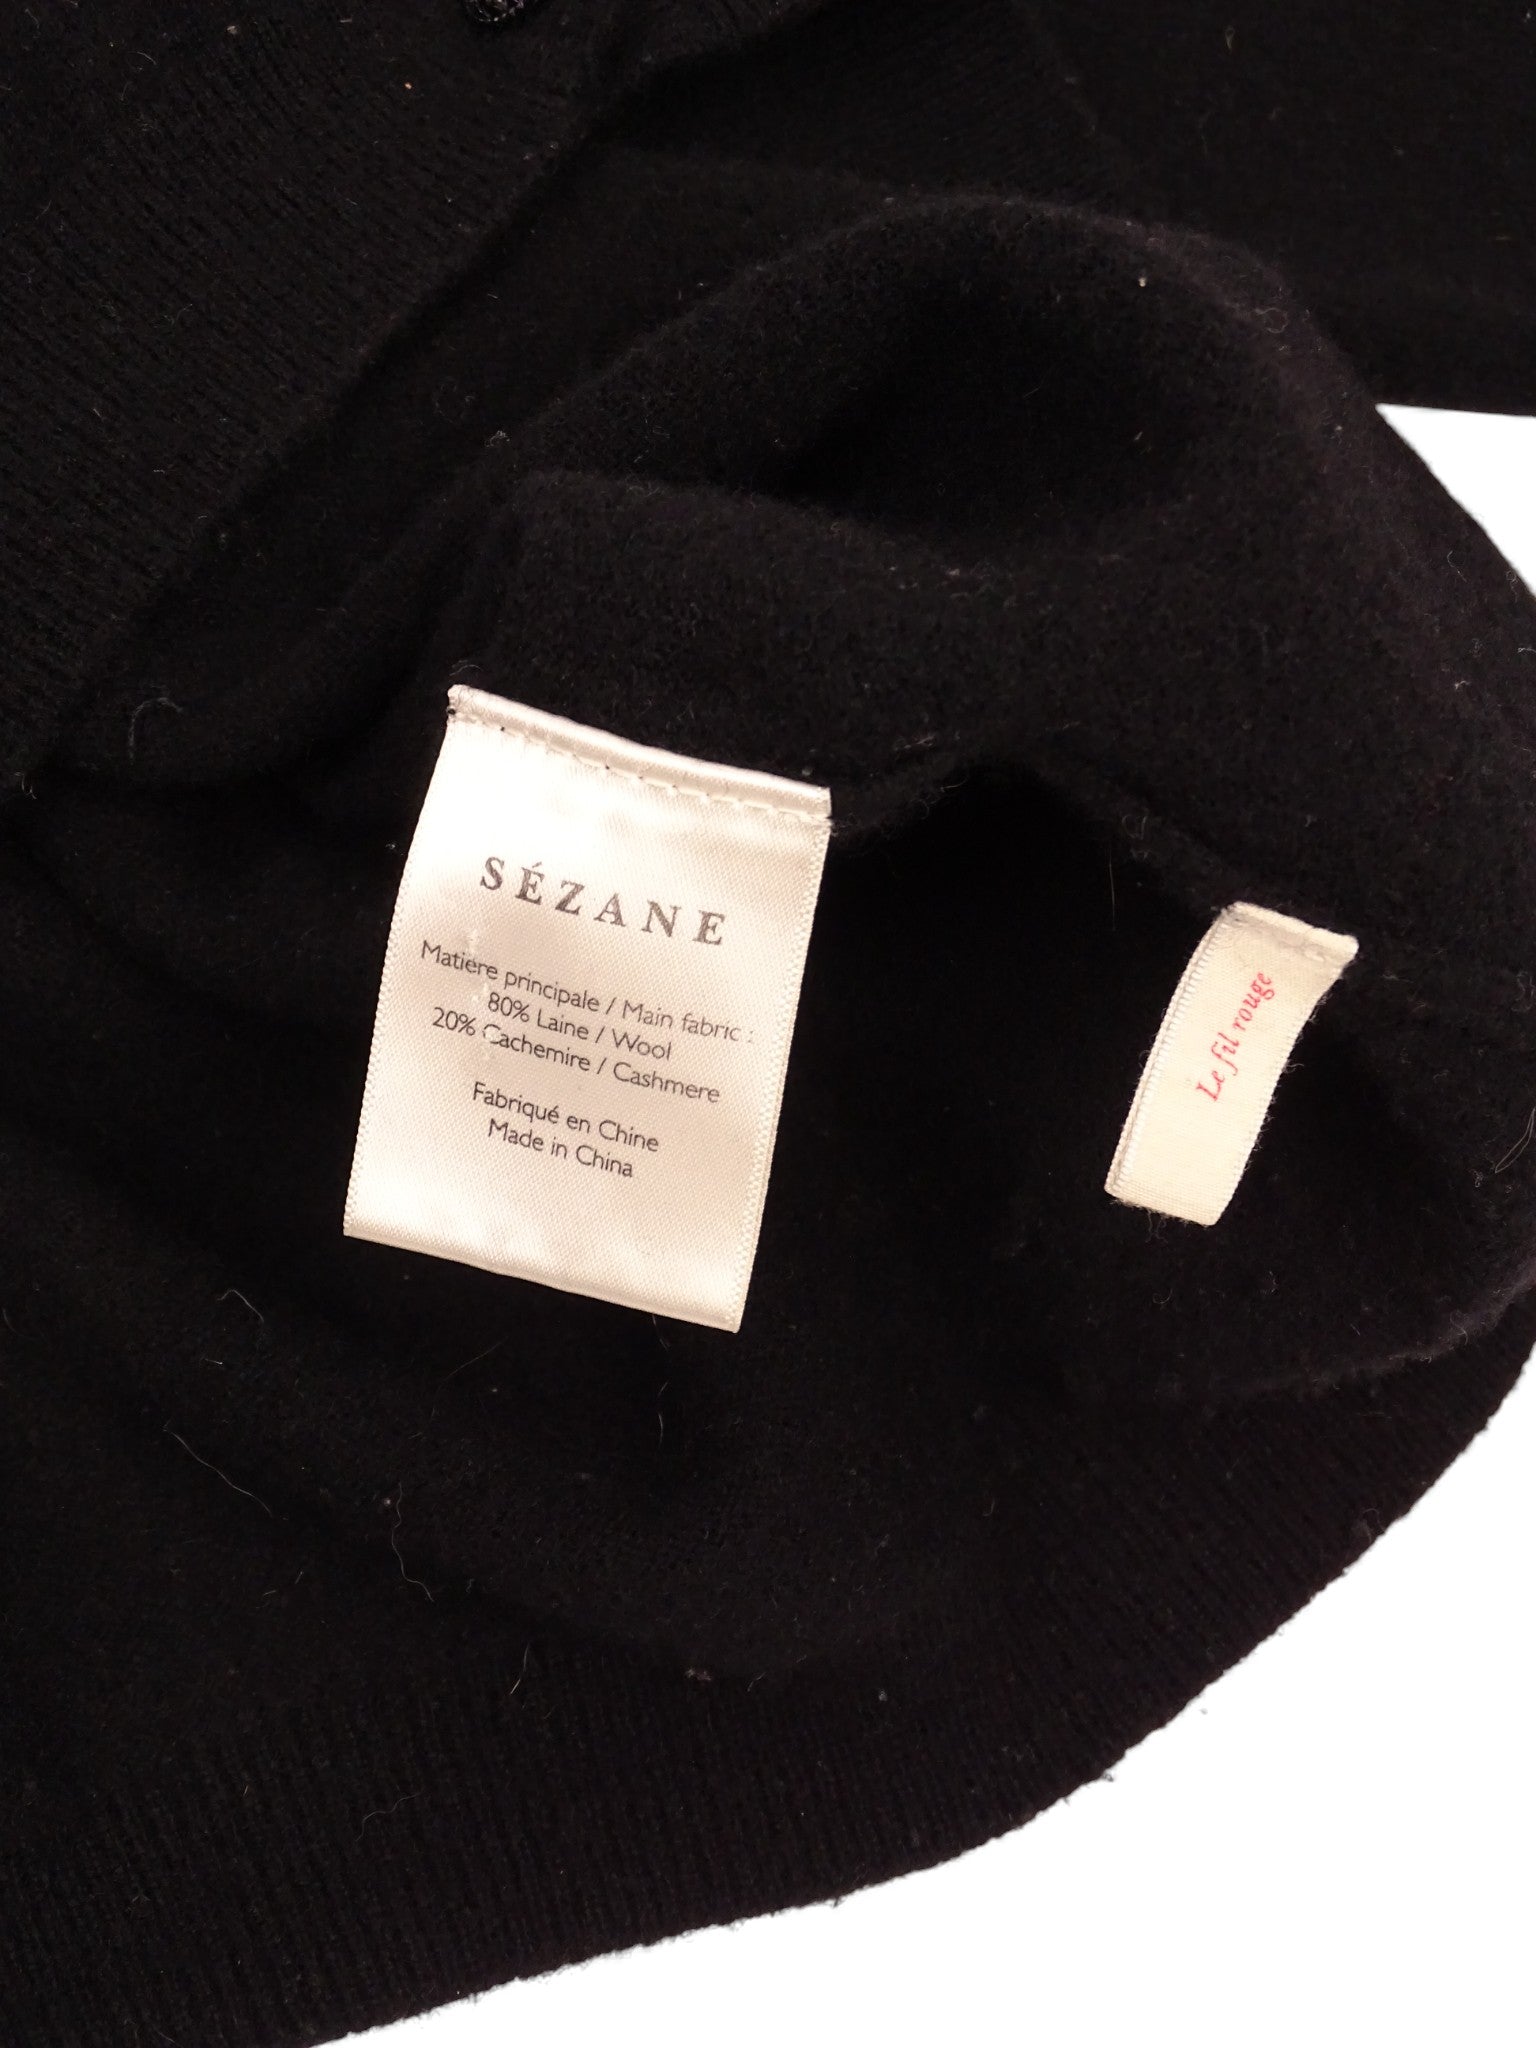 SÉZANE
Matière principale / Main fabric :
80% Laine / Wool
20% Cachemire / Cashmere
Fabriqué en Chine
Made in China
Le fil rouge